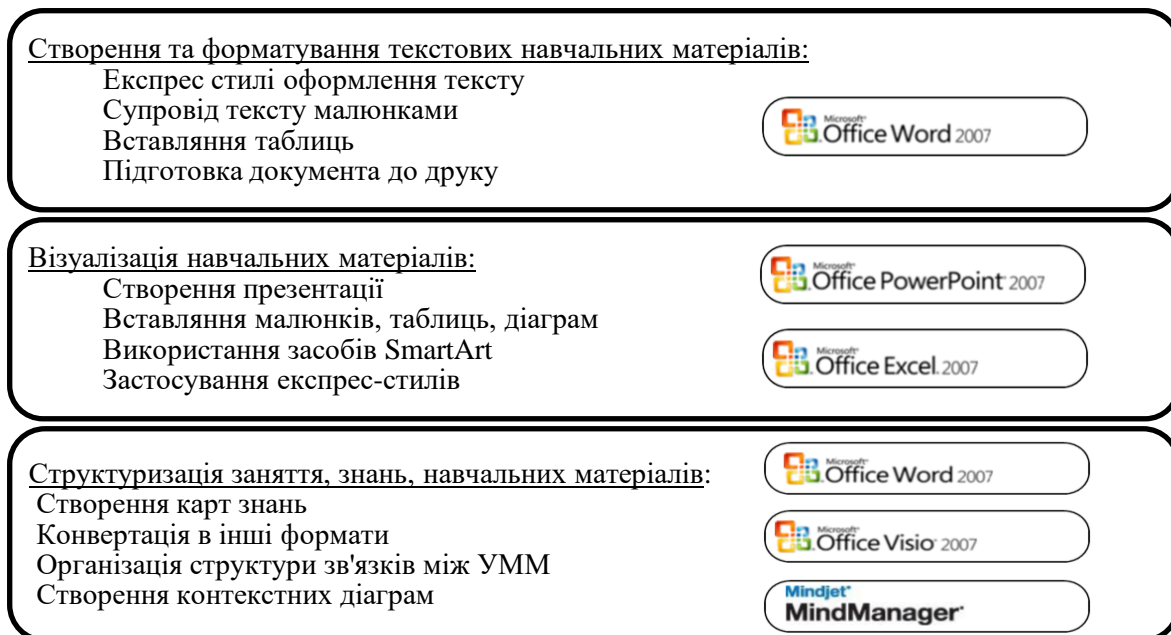 Створення та форматування текстових навчальних матеріалів:
Експрес стилі оформлення тексту
Супровід тексту малюнками
Вставляння таблиць
Підготовка документа до друку
Microsoft®
Office Word 2007
Візуалізація навчальних матеріалів:
Створення презентації
Вставляння малюнків, таблиць, діаграм
Використання засобів SmartArt
Застосування експрес-стилів
Microsoft®
Office PowerPoint® 2007
Microsoft®
Office Excel® 2007
Структуризація заняття, знань, навчальних матеріалів:
Створення карт знань
Конвертація в інші формати
Організація структури зв'язків між УММ
Створення контекстних діаграм
Microsoft®
Office Word 2007
Microsoft®
Office Visio® 2007
Mindjet®
MindManager®